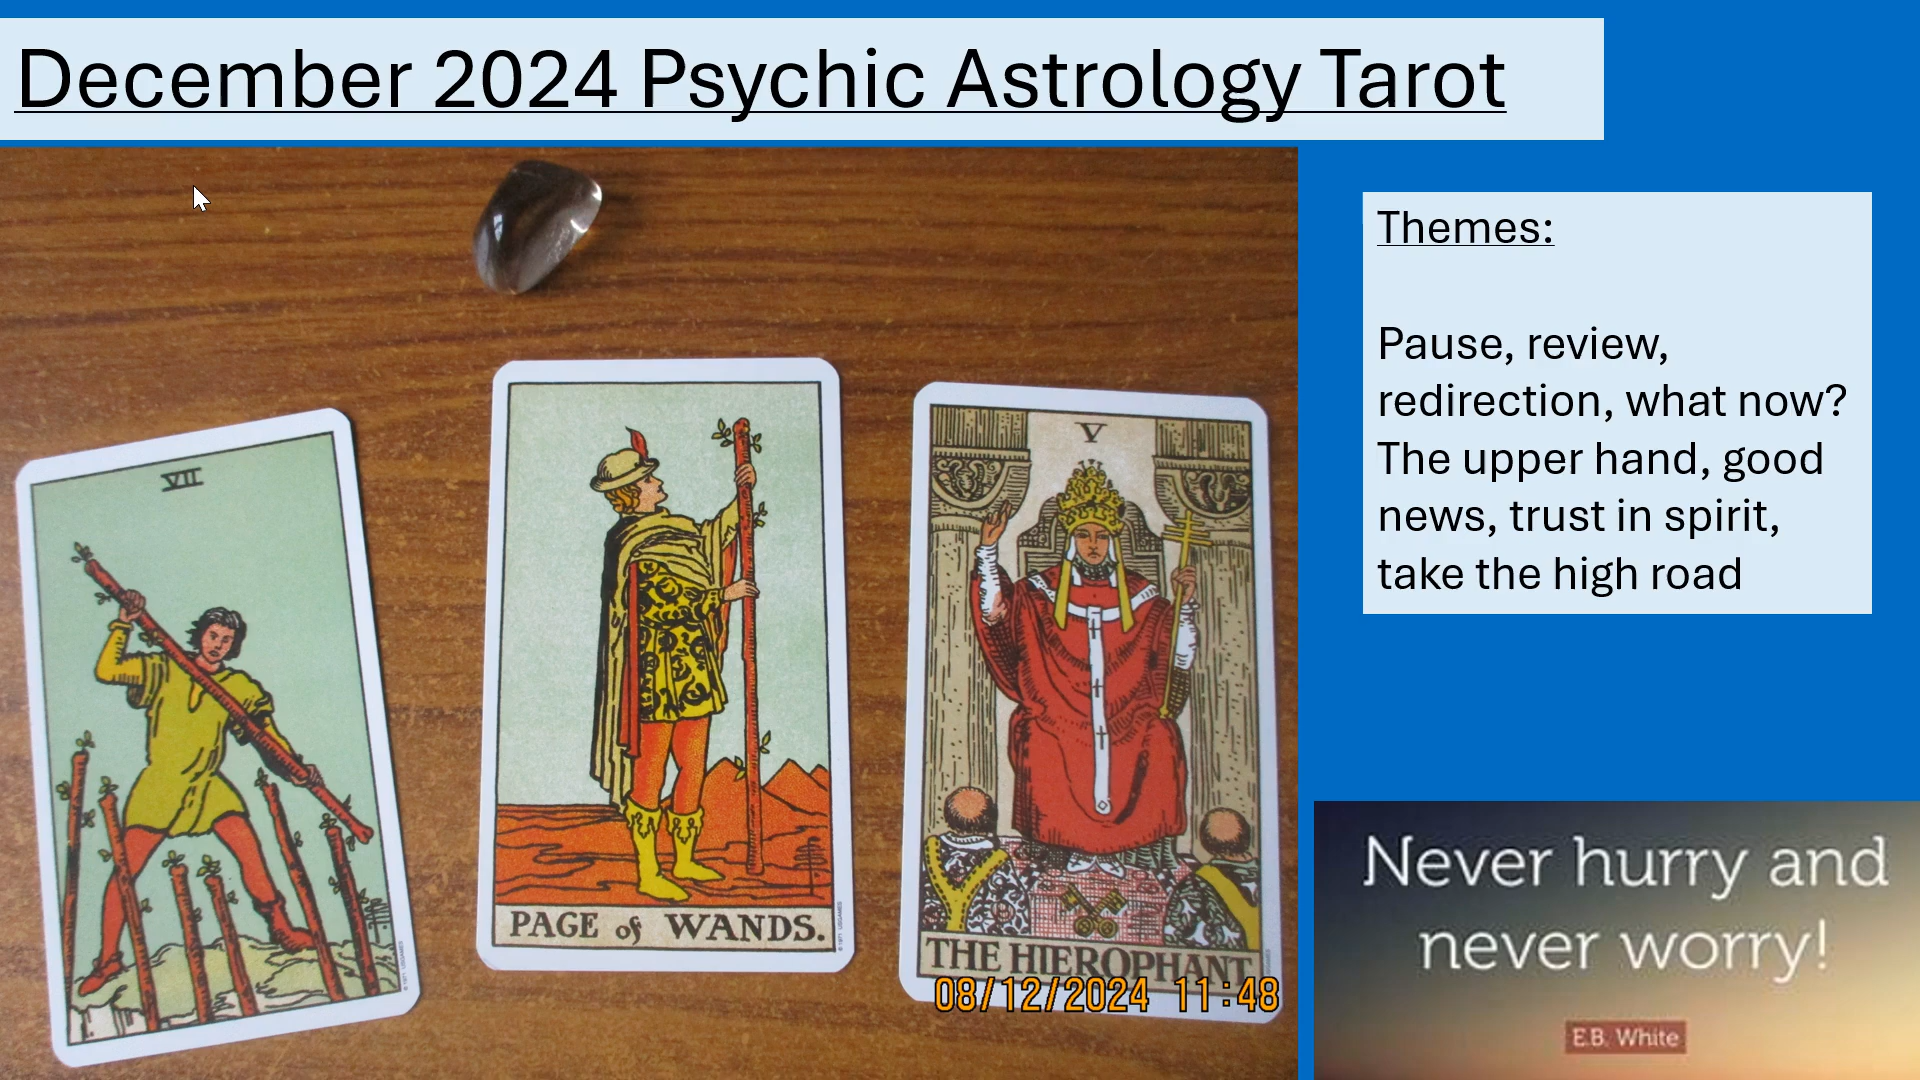 December 2024 Psychic Astrology Tarot
Themes:
Pause, review,
redirection, what now?
The upper hand, good
news, trust in spirit,
take the high road
VII
PAGE of WANDS.
V
THE HIEROPHANT
08/12/2024 11:48
Never hurry and
never worry!
E.B. White